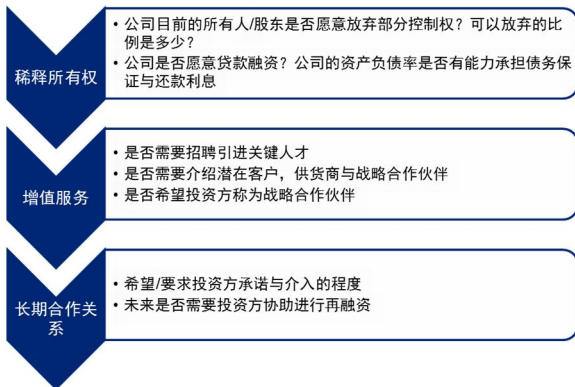 稀释所有权
• 公司目前的所有人/股东是否愿意放弃部分控制权？可以放弃的比
例是多少?
• 公司是否愿意贷款融资？公司的资产负债率是否有能力承担债务保
证与还款利息
增值服务
• 是否需要招聘引进关键人才
• 是否需要介绍潜在客户，供货商与战略合作伙伴
• 是否希望投资方称为战略合作伙伴
长期合作关
系
• 希望/要求投资方承诺与介入的程度
• 未来是否需要投资方协助进行再融资